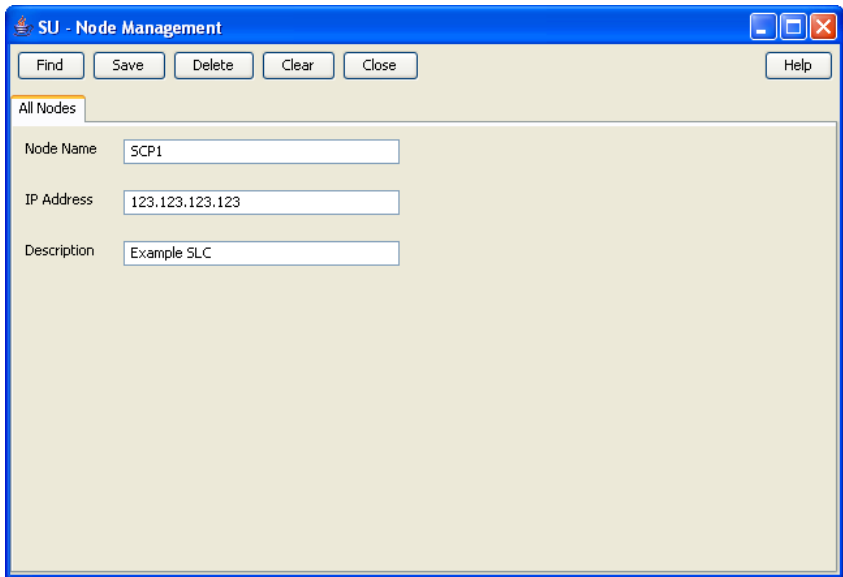 SU - Node Management
Find Save Delete Clear Close Help
All Nodes
Node Name SCP1
IP Address 123.123.123.123
Description Example SLC